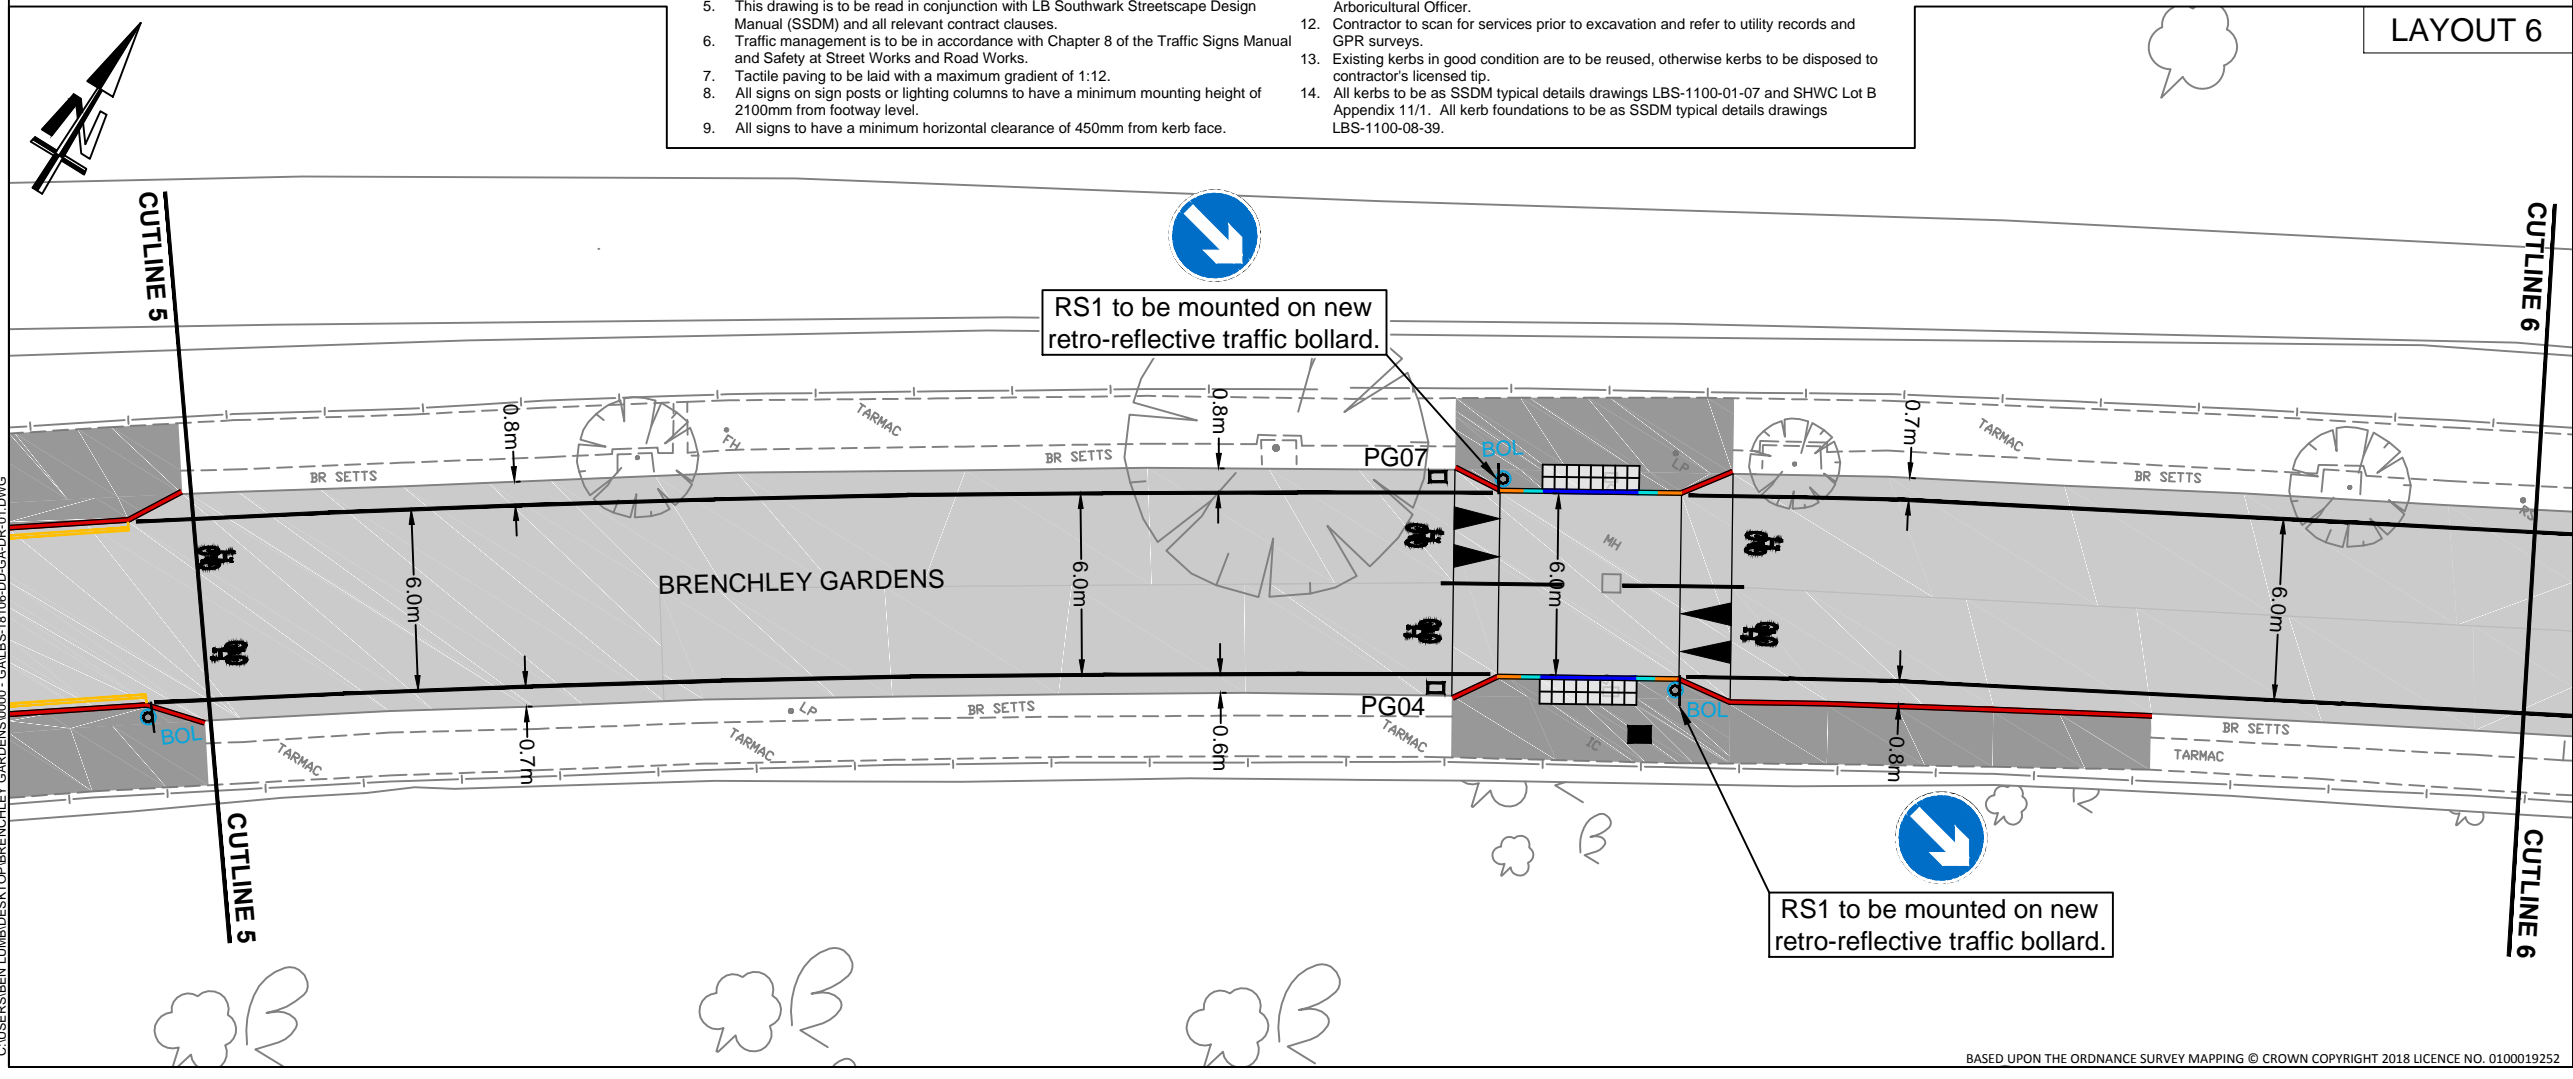 5. This drawing is to be read in conjunction with LB Southwark Streetscape Design
Manual (SSDM) and all relevant contract clauses.
6. Traffic management is to be in accordance with Chapter 8 of the Traffic Signs Manual
and Safety at Street Works and Road Works.
7. Tactile paving to be laid with a maximum gradient of 1:12.
8. All signs on sign posts or lighting columns to have a minimum mounting height of
2100mm from footway level.
9. All signs to have a minimum horizontal clearance of 450mm from kerb face.
Arboricultural Officer.
12. Contractor to scan for services prior to excavation and refer to utility records and
GPR surveys.
13. Existing kerbs in good condition are to be reused, otherwise kerbs to be disposed to
contractor's licensed tip.
14. All kerbs to be as SSDM typical details drawings LBS-1100-01-07 and SHWC Lot B
Appendix 11/1. All kerb foundations to be as SSDM typical details drawings
LBS-1100-08-39.
LAYOUT 6
N
CUTLINE 5
CUTLINE 6
RS1 to be mounted on new
retro-reflective traffic bollard.
0.8m
FH
TARMAC
0.8m
BR SETTS
BR SETTS
PG07
BOL
LP
0.7m
TARMAC
BR SETTS
RS
6.0m
BRENCHLEY GARDENS
6.0m
6.0m
MH
6.0m
BOL
TARMAC
0.7m
TARMAC
LP
BR SETTS
0.6m
PG04
TARMAC
IC
BOL
0.8m
BR SETTS
TARMAC
CUTLINE 5
CUTLINE 6
RS1 to be mounted on new
retro-reflective traffic bollard.
BASED UPON THE ORDNANCE SURVEY MAPPING © CROWN COPYRIGHT 2018 LICENCE NO. 0100019252